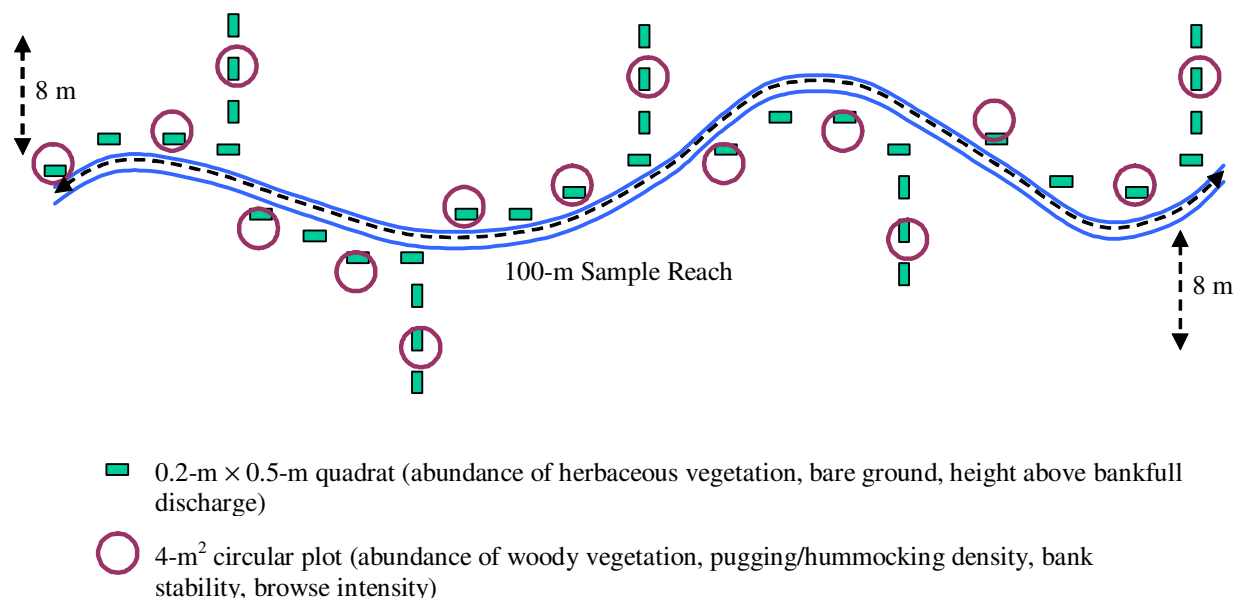 8 m
100-m Sample Reach
8 m
0.2-m × 0.5-m quadrat (abundance of herbaceous vegetation, bare ground, height above bankfull
discharge)
4-m² circular plot (abundance of woody vegetation, pugging/hummocking density, bank
stability, browse intensity)